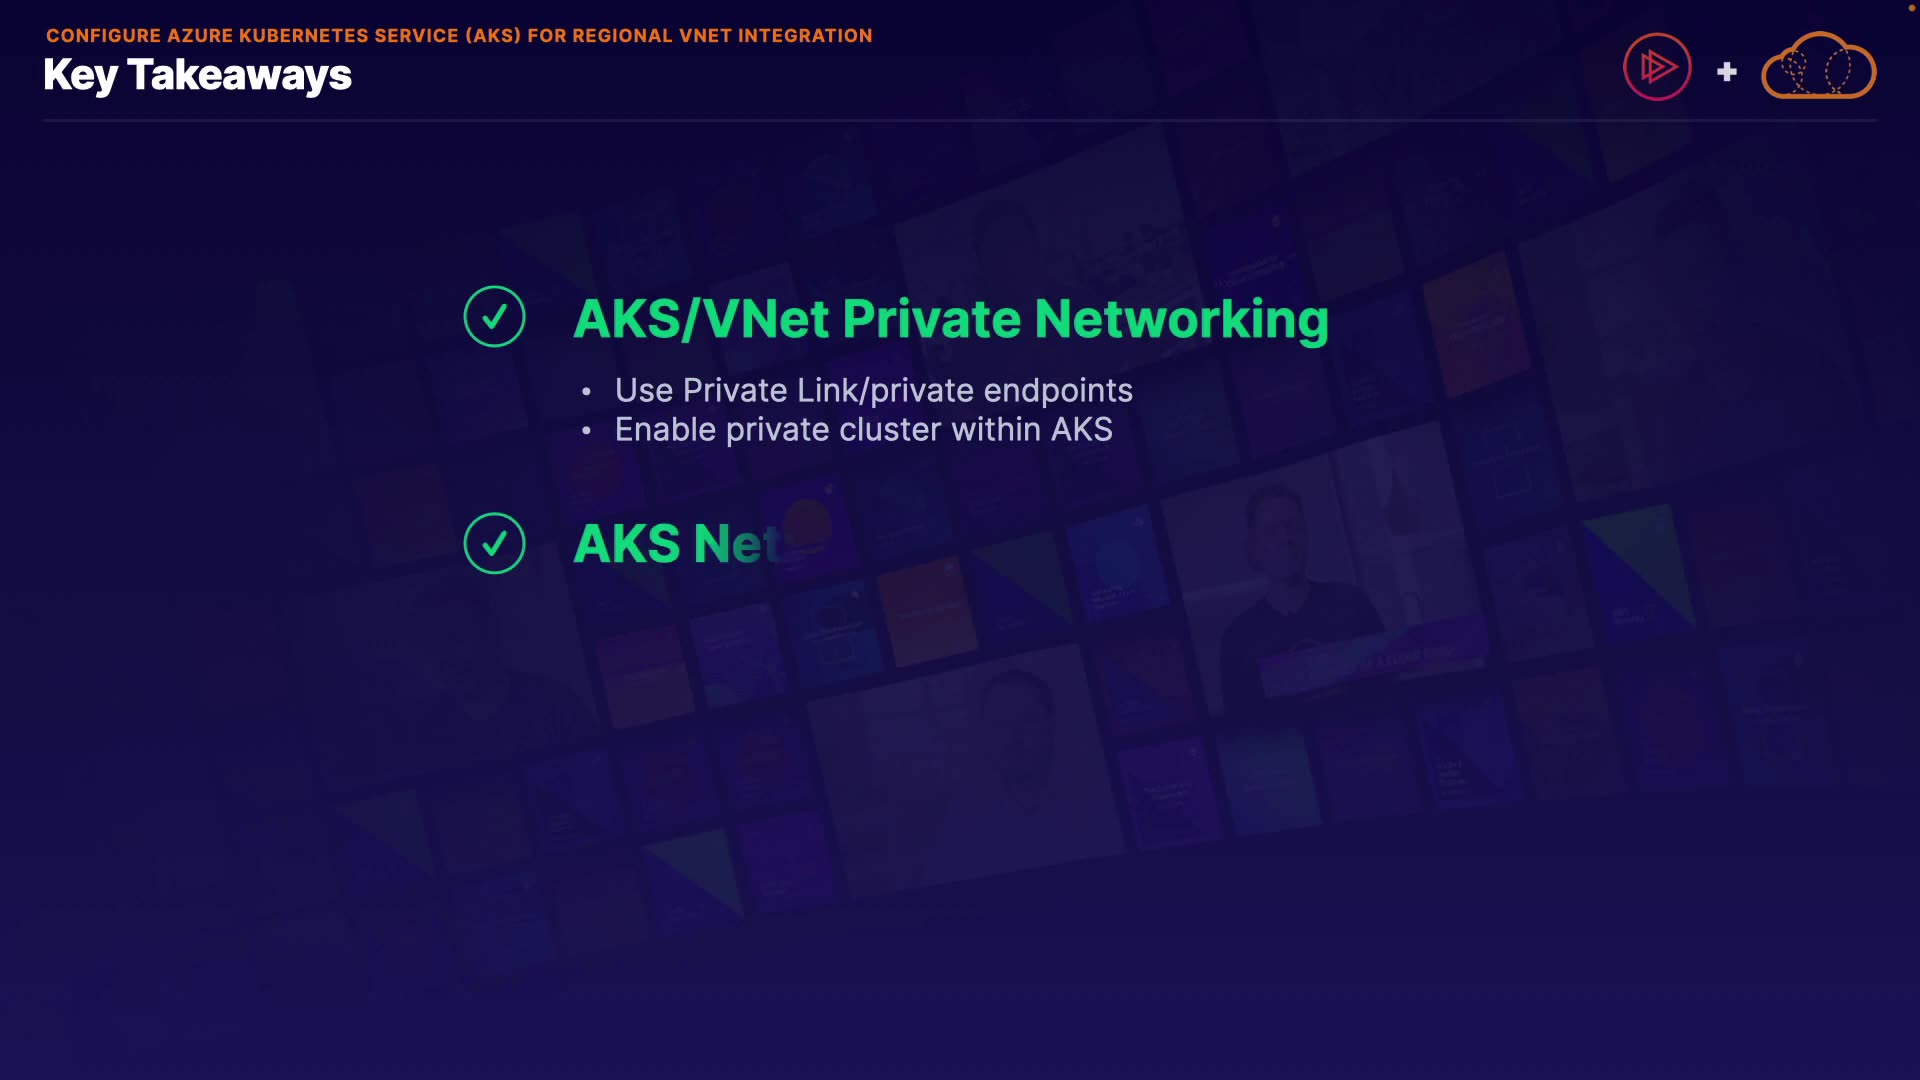 CONFIGURE AZURE KUBERNETES SERVICE (AKS) FOR REGIONAL VNET INTEGRATION
Key Takeaways
AKS/VNet Private Networking
• Use Private Link/private endpoints
• Enable private cluster within AKS
AKS Net